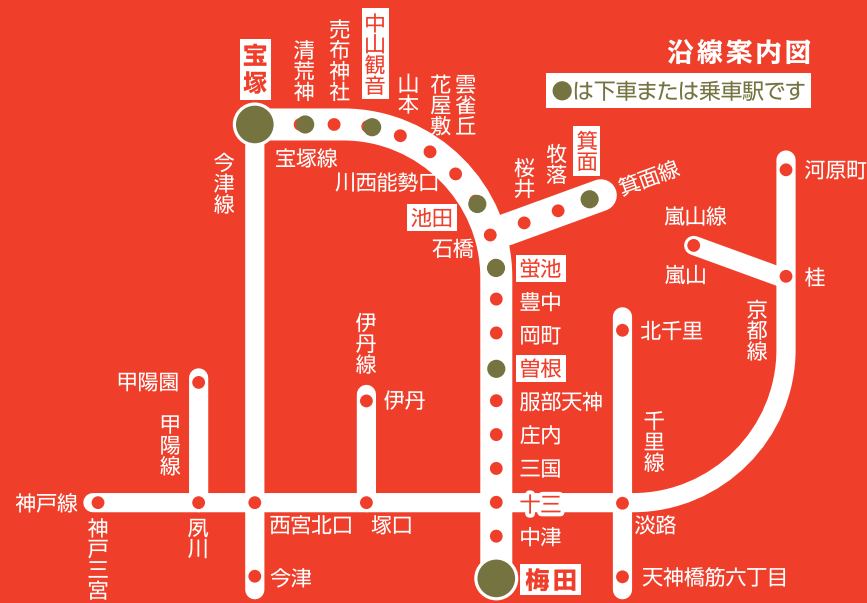 沿線案内図
●は下車または乗車駅です
宝塚
清荒神
売布神社
中山観音
山本
花屋敷
雲雀丘
宝塚線
今津線
川西能勢口
池田
石橋
桜井
牧落
箕面
箕面線
蛍池
豊中
岡町
曽根
服部天神
庄内
三国
十三
中津
梅田
河原町
嵐山線
嵐山
桂
京都線
北千里
千里線
淡路
天神橋筋六丁目
伊丹線
伊丹
甲陽園
甲陽線
神戸線
神戸三宮
夙川
西宮北口
塚口
今津